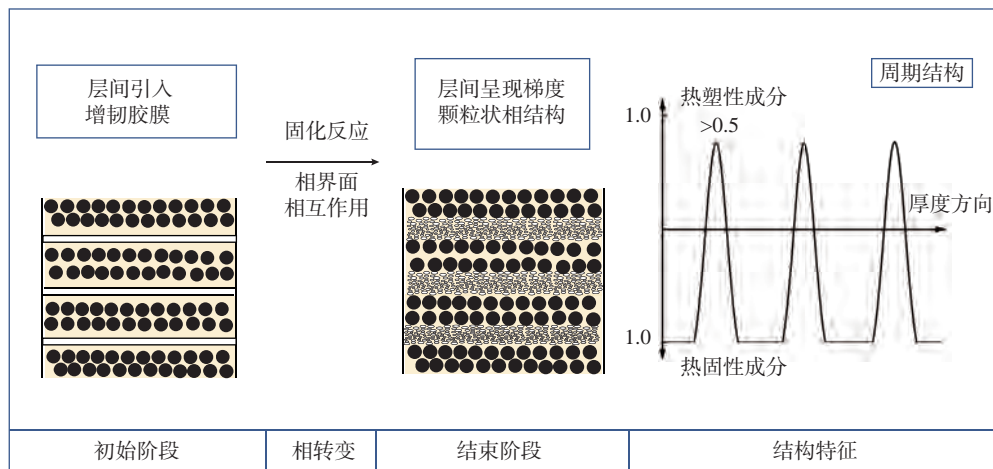 层间引入
增韧胶膜
固化反应
相界面
相互作用
层间呈现梯度
颗粒状相结构
周期结构
热塑性成分
1.0
>0.5
厚度方向
1.0
热固性成分
初始阶段
相转变
结束阶段
结构特征